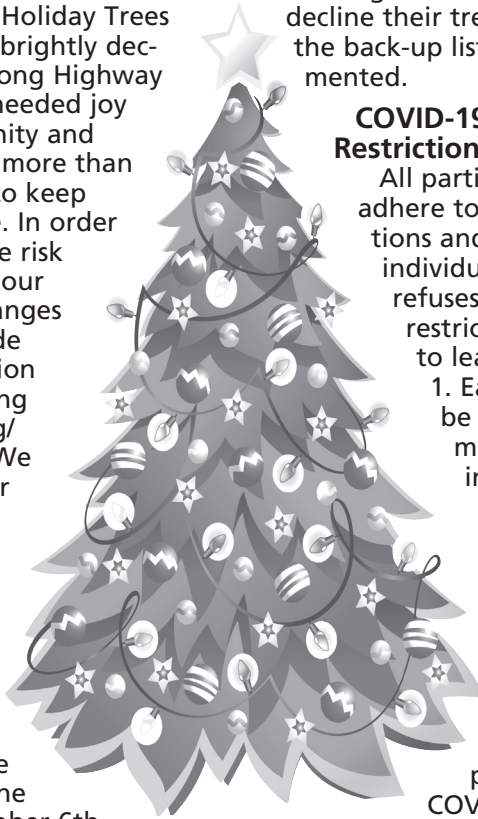 Holiday Trees
brightly dec-
ong Highway
needed joy
nity and
more than
to keep
. In order
e risk
our
anges
de
ion
ng
g/
We
r
e
he
decline their tre
the back-up list
mented.
COVID-19
Restriction
All parti
adhere to
tions and
individu
refuses
restric
to lea
1. Ea
be
m
in
p
COV